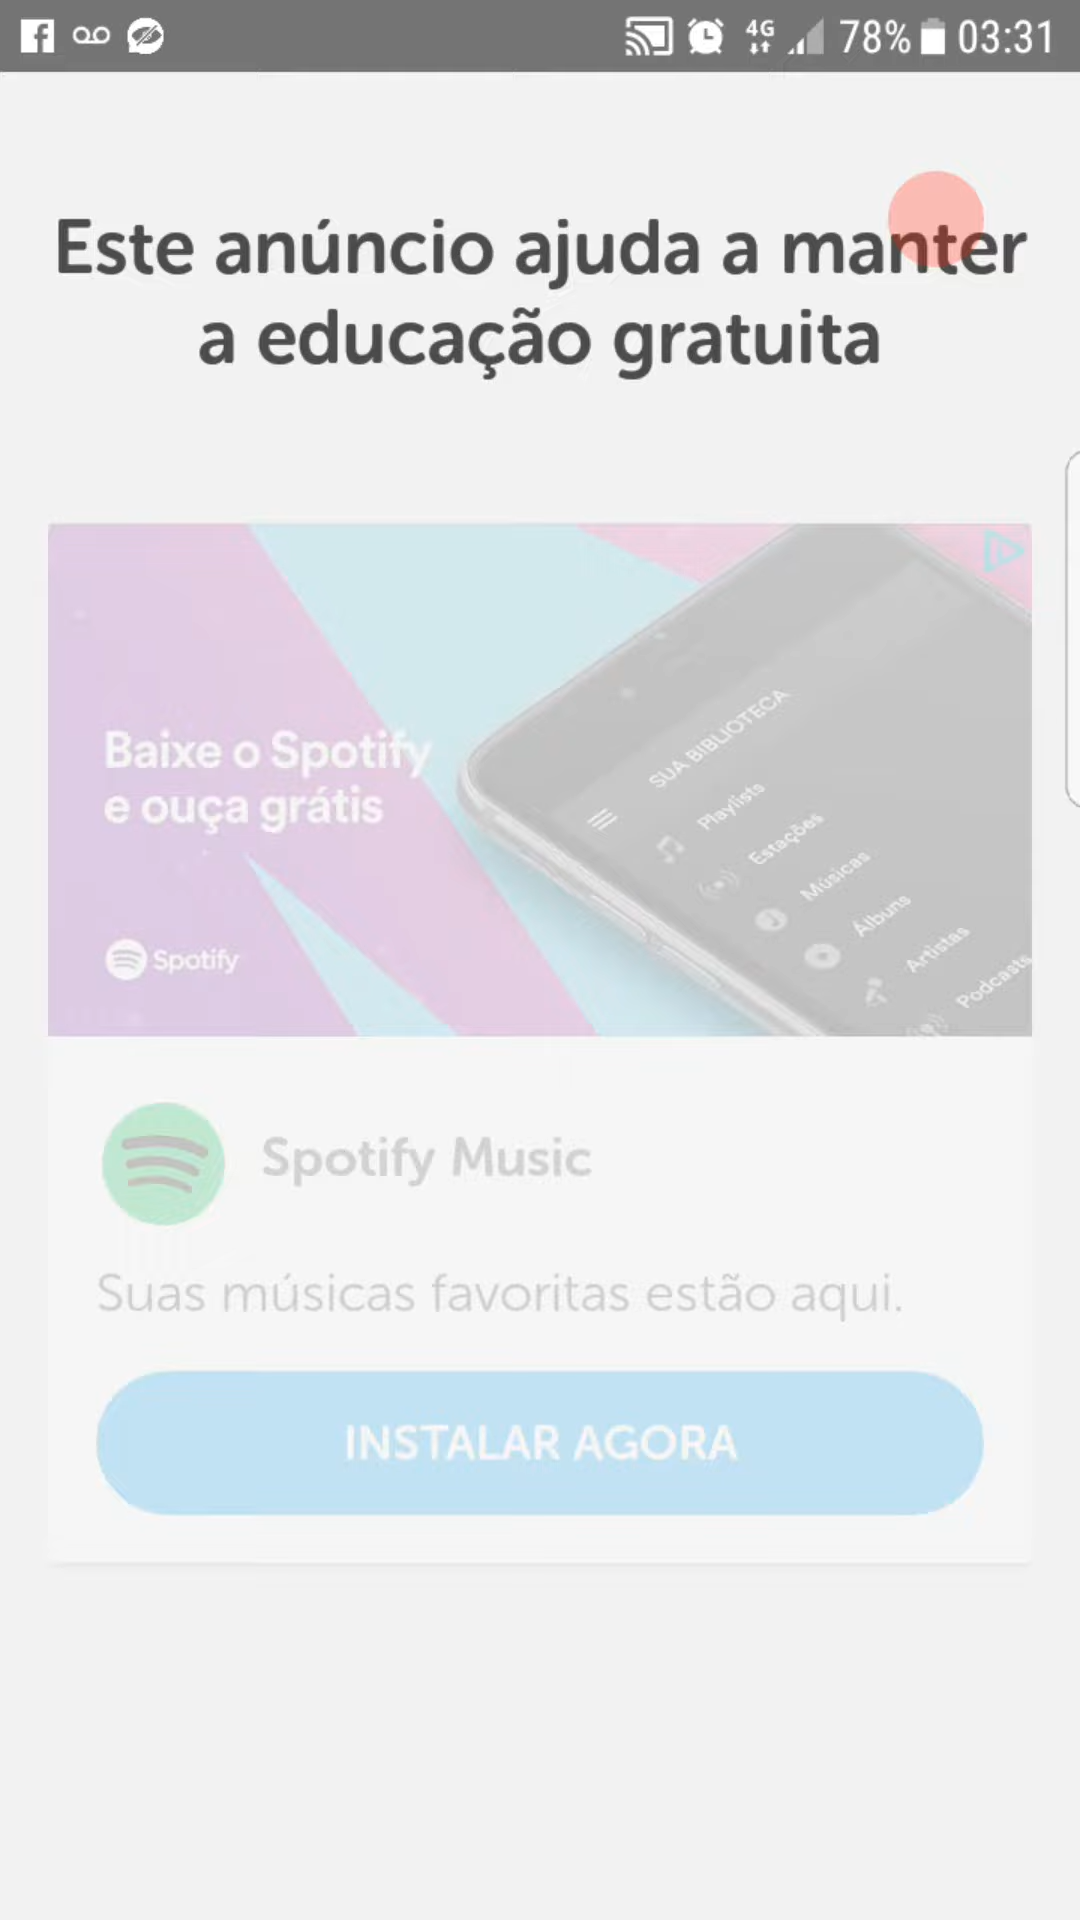 4G 78% 03:31
Este anúncio ajuda a manter
a educação gratuita
Baixe o Spotify
e ouça grátis
Spotify
SUA BIBLIOTECA
Playlists
Estações
Músicas
Álbuns
Artistas
Podcasts
Spotify Music
Suas músicas favoritas estão aqui.
INSTALAR AGORA